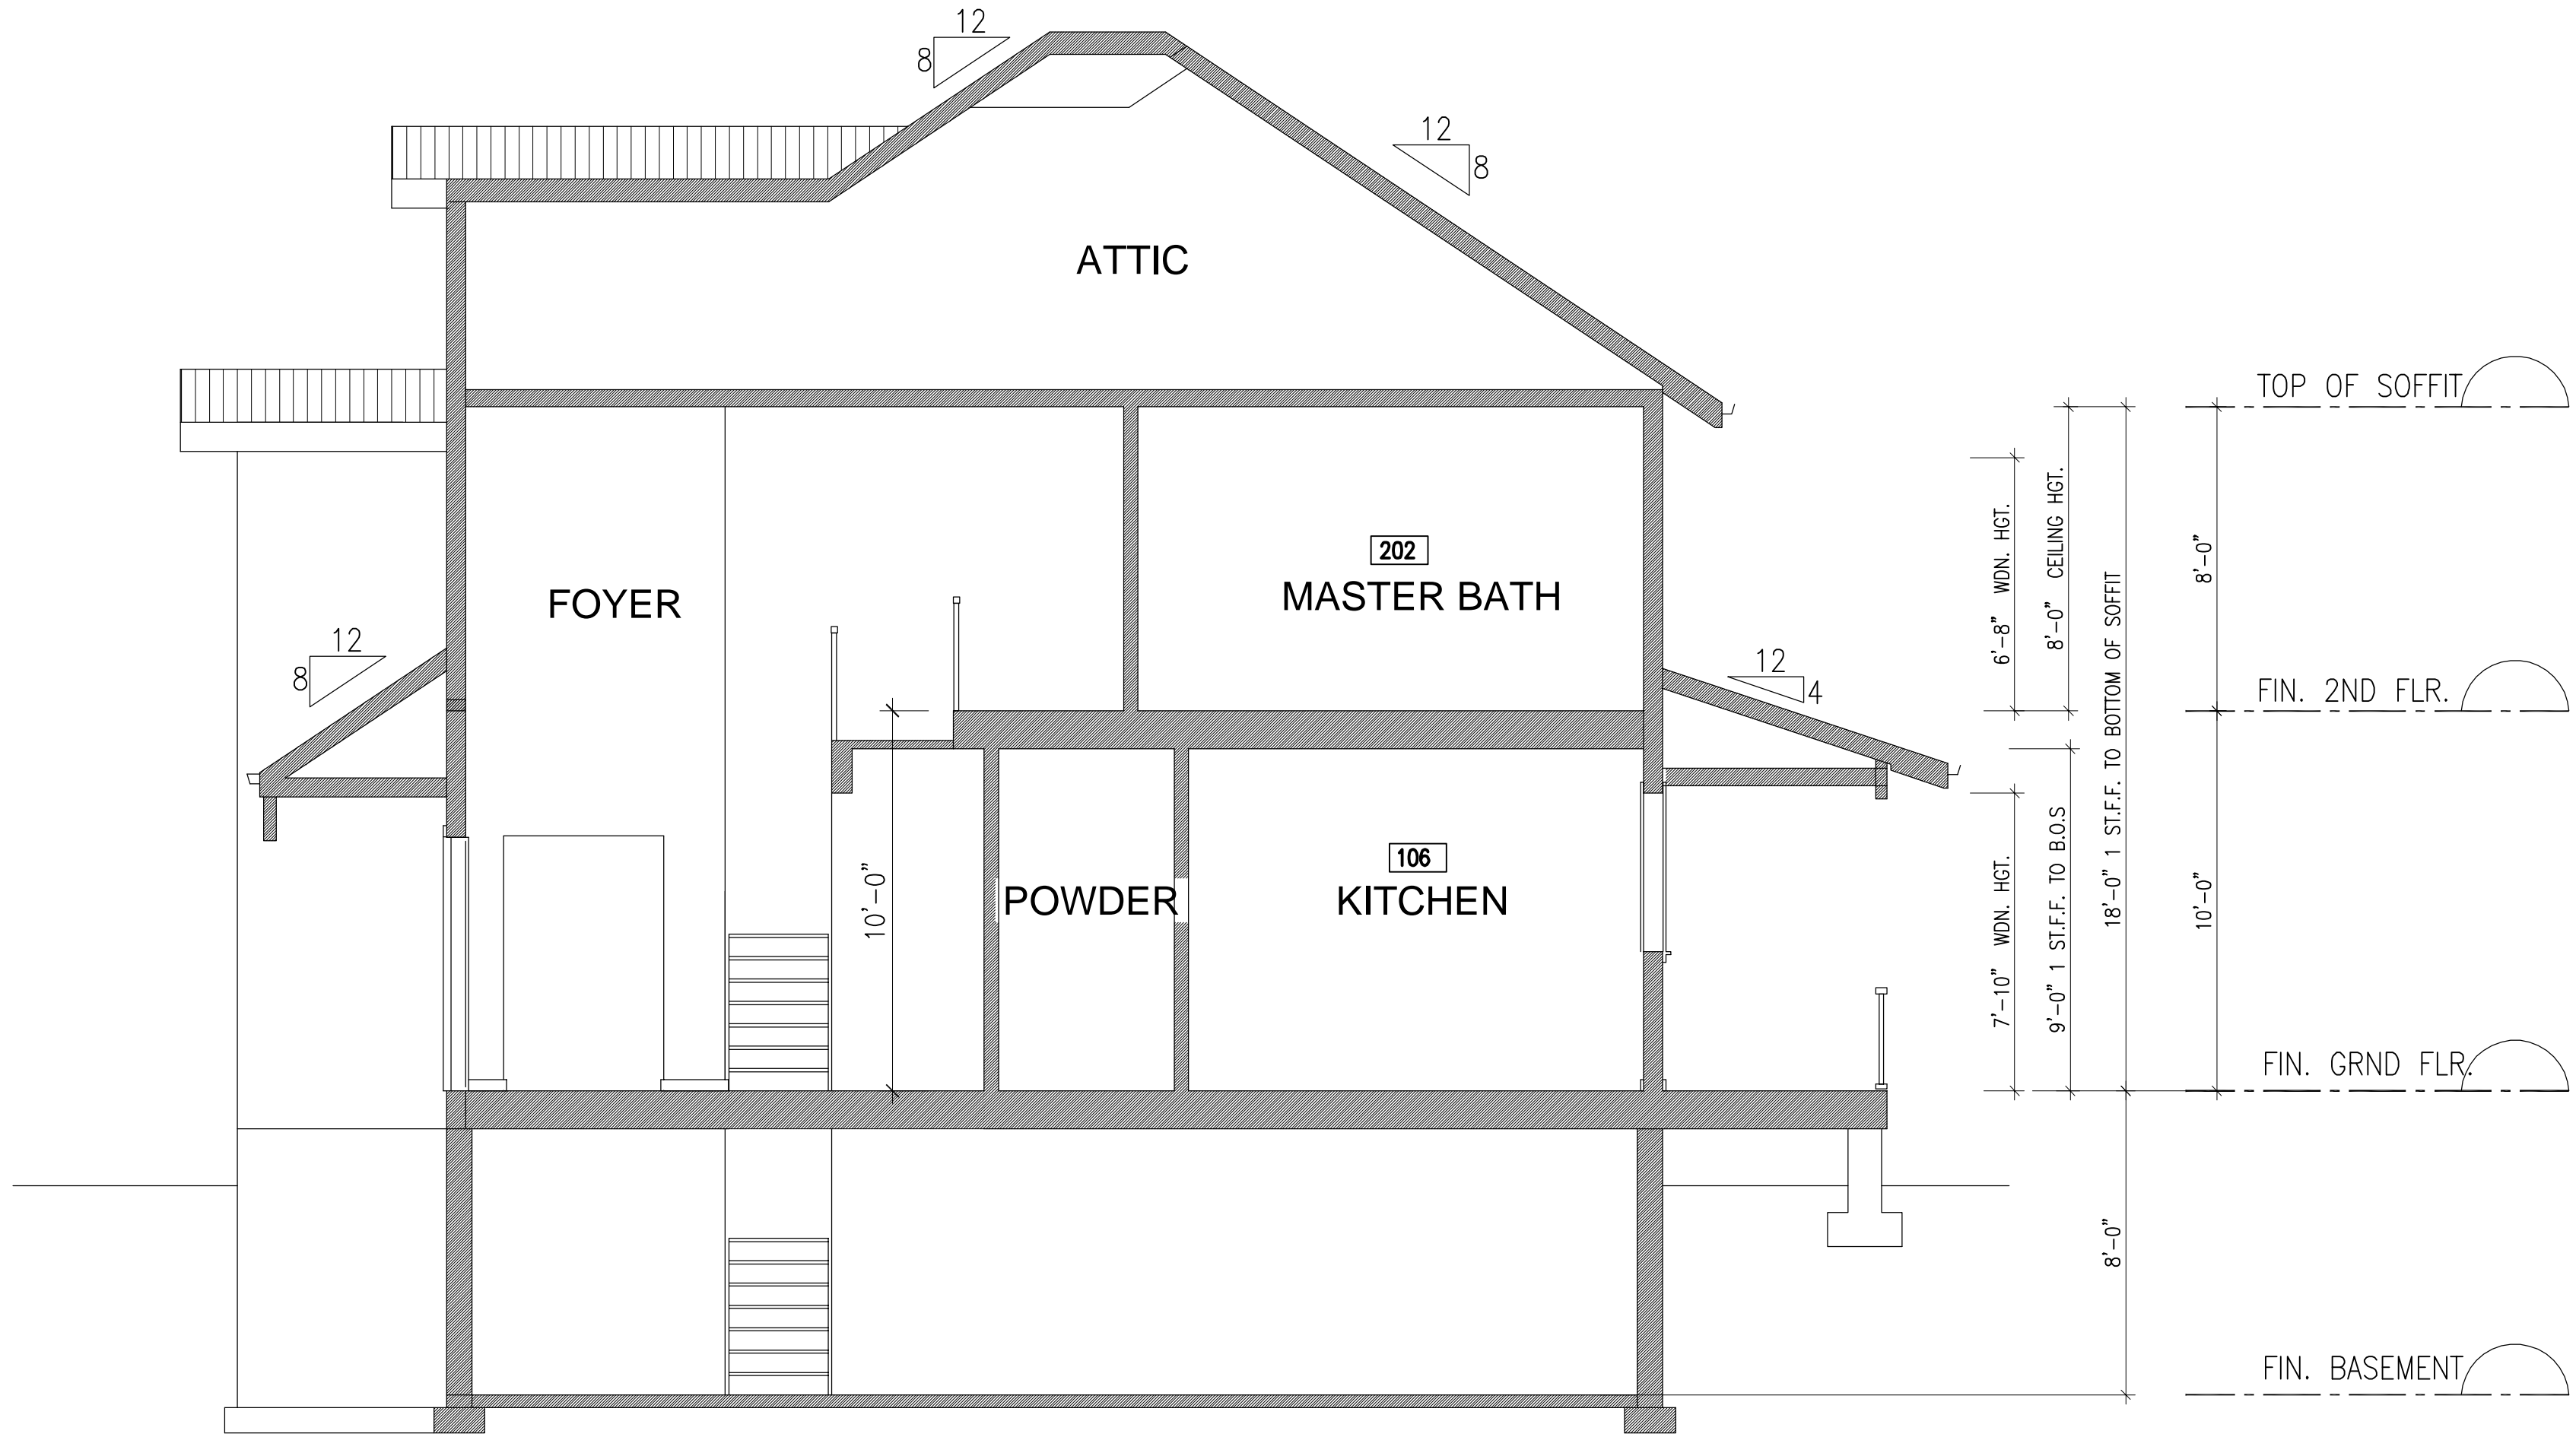 12
8
12
8
ATTIC
TOP OF SOFFIT
202
MASTER BATH
FOYER
12
8
12
4
6'-8" WDN. HGT.
8'-0" CEILING HGT.
18'-0" 1 ST.F.F. TO BOTTOM OF SOFFIT
8'-0"
FIN. 2ND FLR.
106
KITCHEN
POWDER
10'-0"
7'-10" WDN. HGT.
9'-0" 1 ST.F.F. TO B.O.S
10'-0"
FIN. GRND FLR.
8'-0"
FIN. BASEMENT